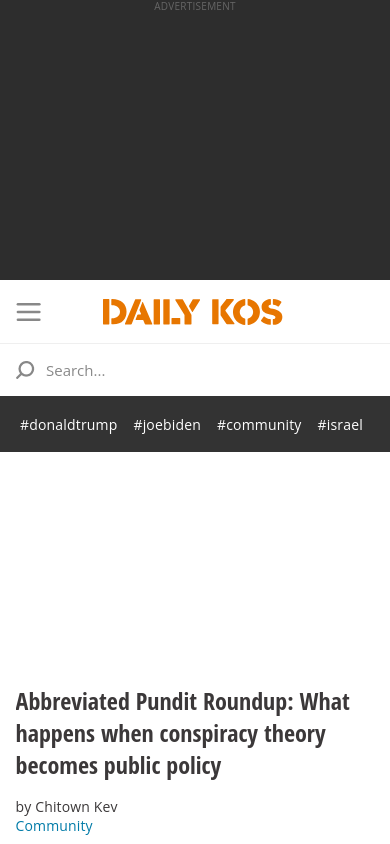 ADVERTISEMENT
DAILY KOS
Search...
#donaldtrump #joebiden #community #israel
Abbreviated Pundit Roundup: What
happens when conspiracy theory
becomes public policy
by Chitown Kev
Community